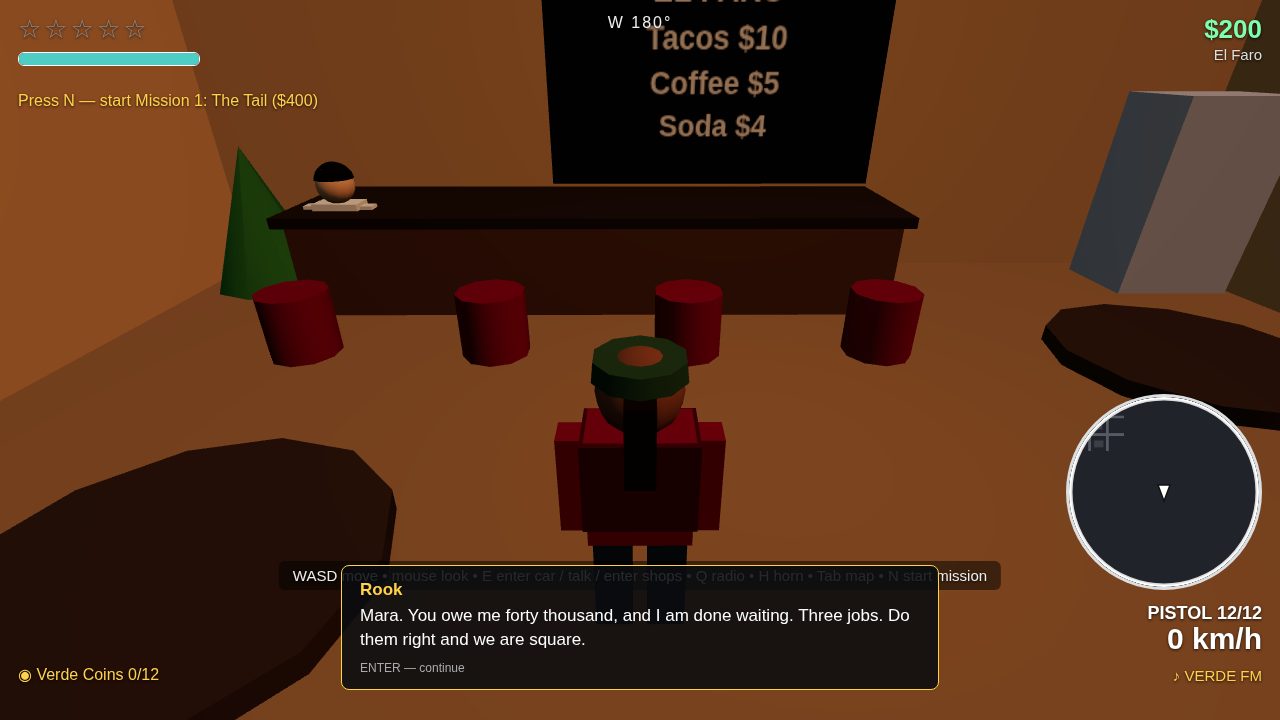 ☆☆☆☆☆
W 180°
$200
El Faro
Press N — start Mission 1: The Tail ($400)
Tacos $10
Coffee $5
Soda $4
WASD move • mouse look • E enter car / talk / enter shops • Q radio • H horn • Tab map • N start mission
Rook
Mara. You owe me forty thousand, and I am done waiting. Three jobs. Do
them right and we are square.
ENTER — continue
PISTOL 12/12
0 km/h
◉ Verde Coins 0/12
♪ VERDE FM